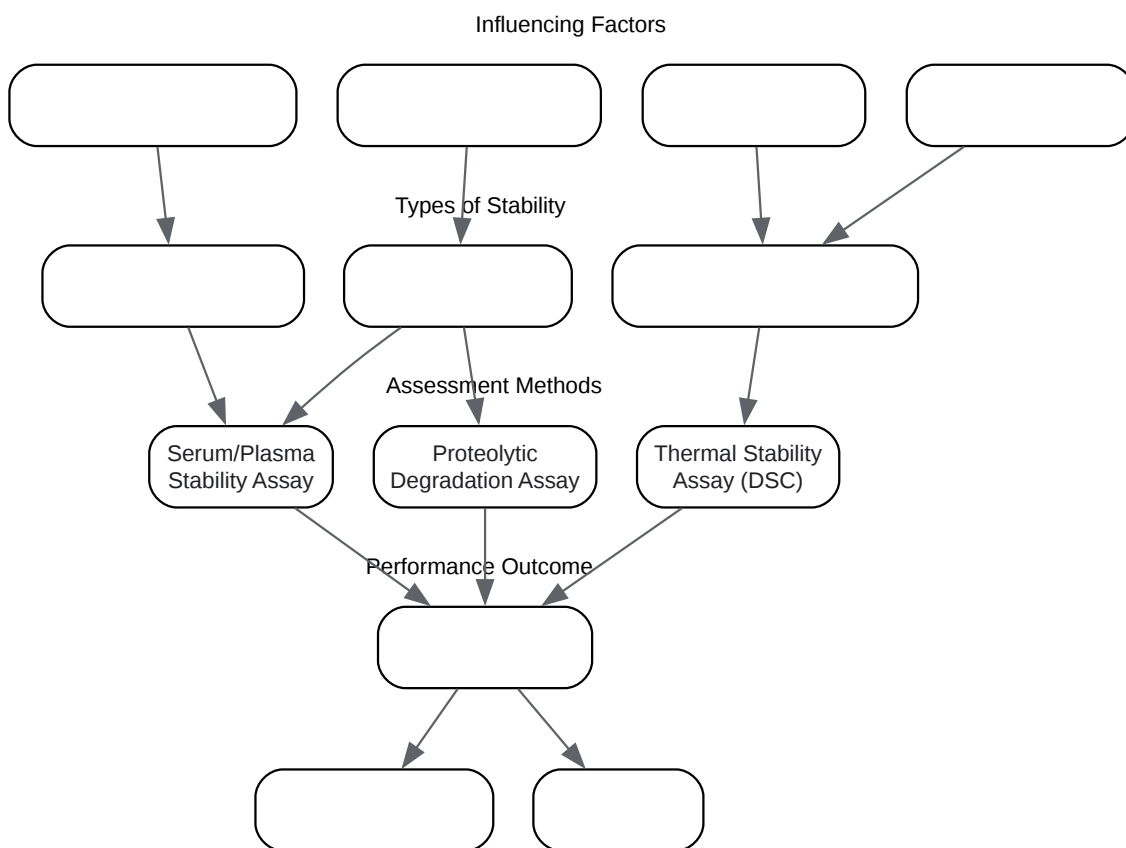 Influencing Factors
Types of Stability
Assessment Methods
Serum/Plasma
Stability Assay
Proteolytic
Degradation Assay
Thermal Stability
Assay (DSC)
Performance Outcome